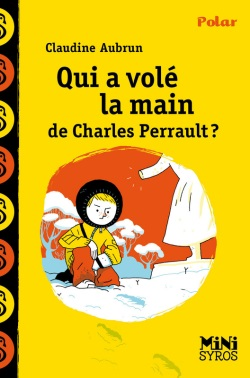 Polar
Claudine Aubrun
Qui a volé
la main
de Charles Perrault ?
MiNi
SYROS